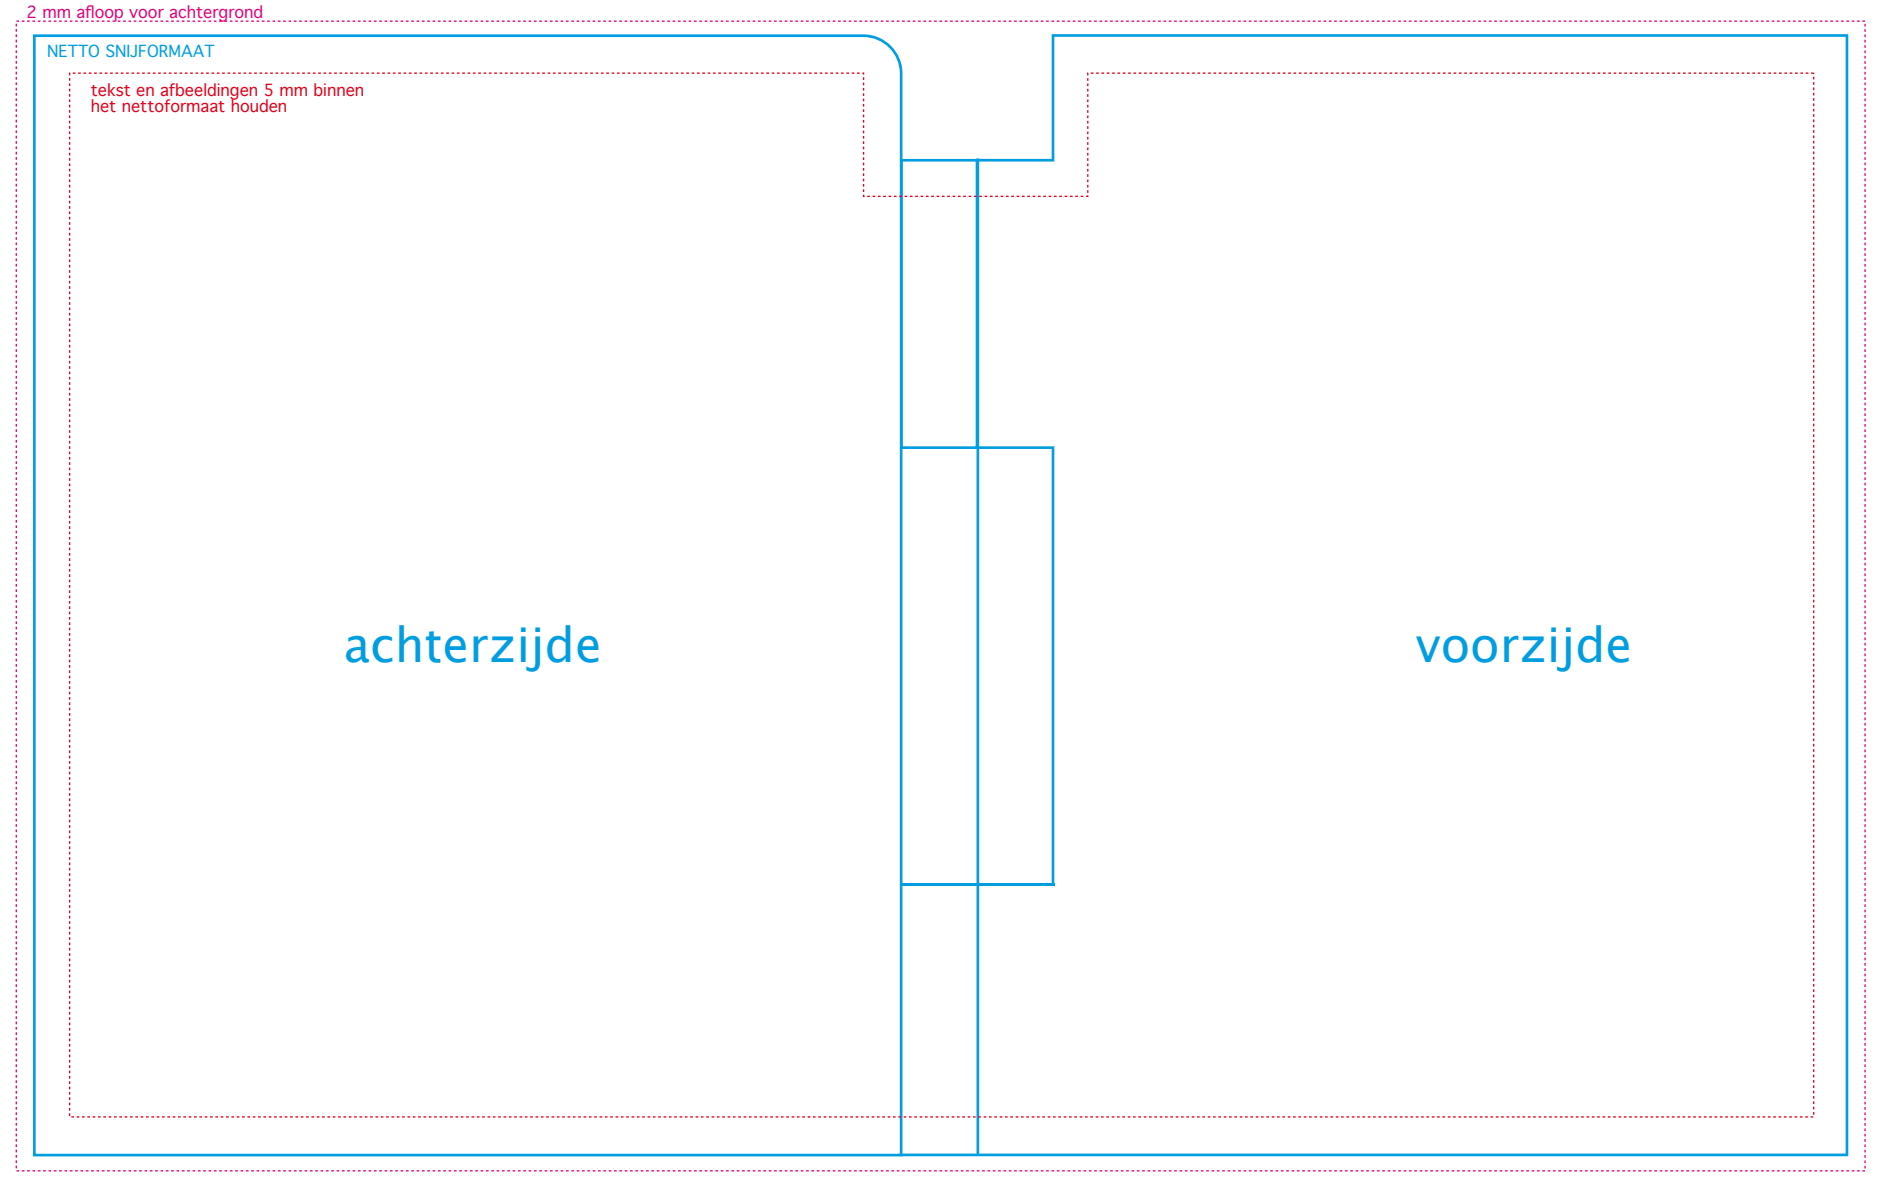 2 mm afloop voor achtergrond
NETTO SNIJFORMAAT
tekst en afbeeldingen 5 mm binnen
het nettoformaat houden
achterzijde
voorzijde